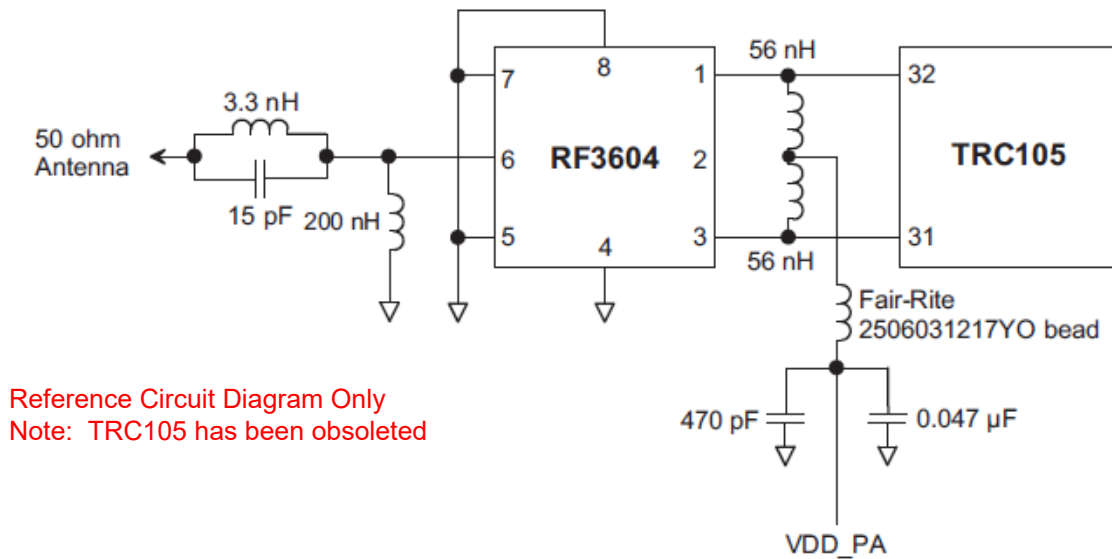 56 nH
8
7
1
32
3.3 nH
50 ohm
Antenna
6
RF3604
2
TRC105
15 pF
200 nH
5
4
3
31
56 nH
Fair-Rite
2506031217YO bead
Reference Circuit Diagram Only
Note: TRC105 has been obsoleted
470 pF
0.047 µF
VDD_PA